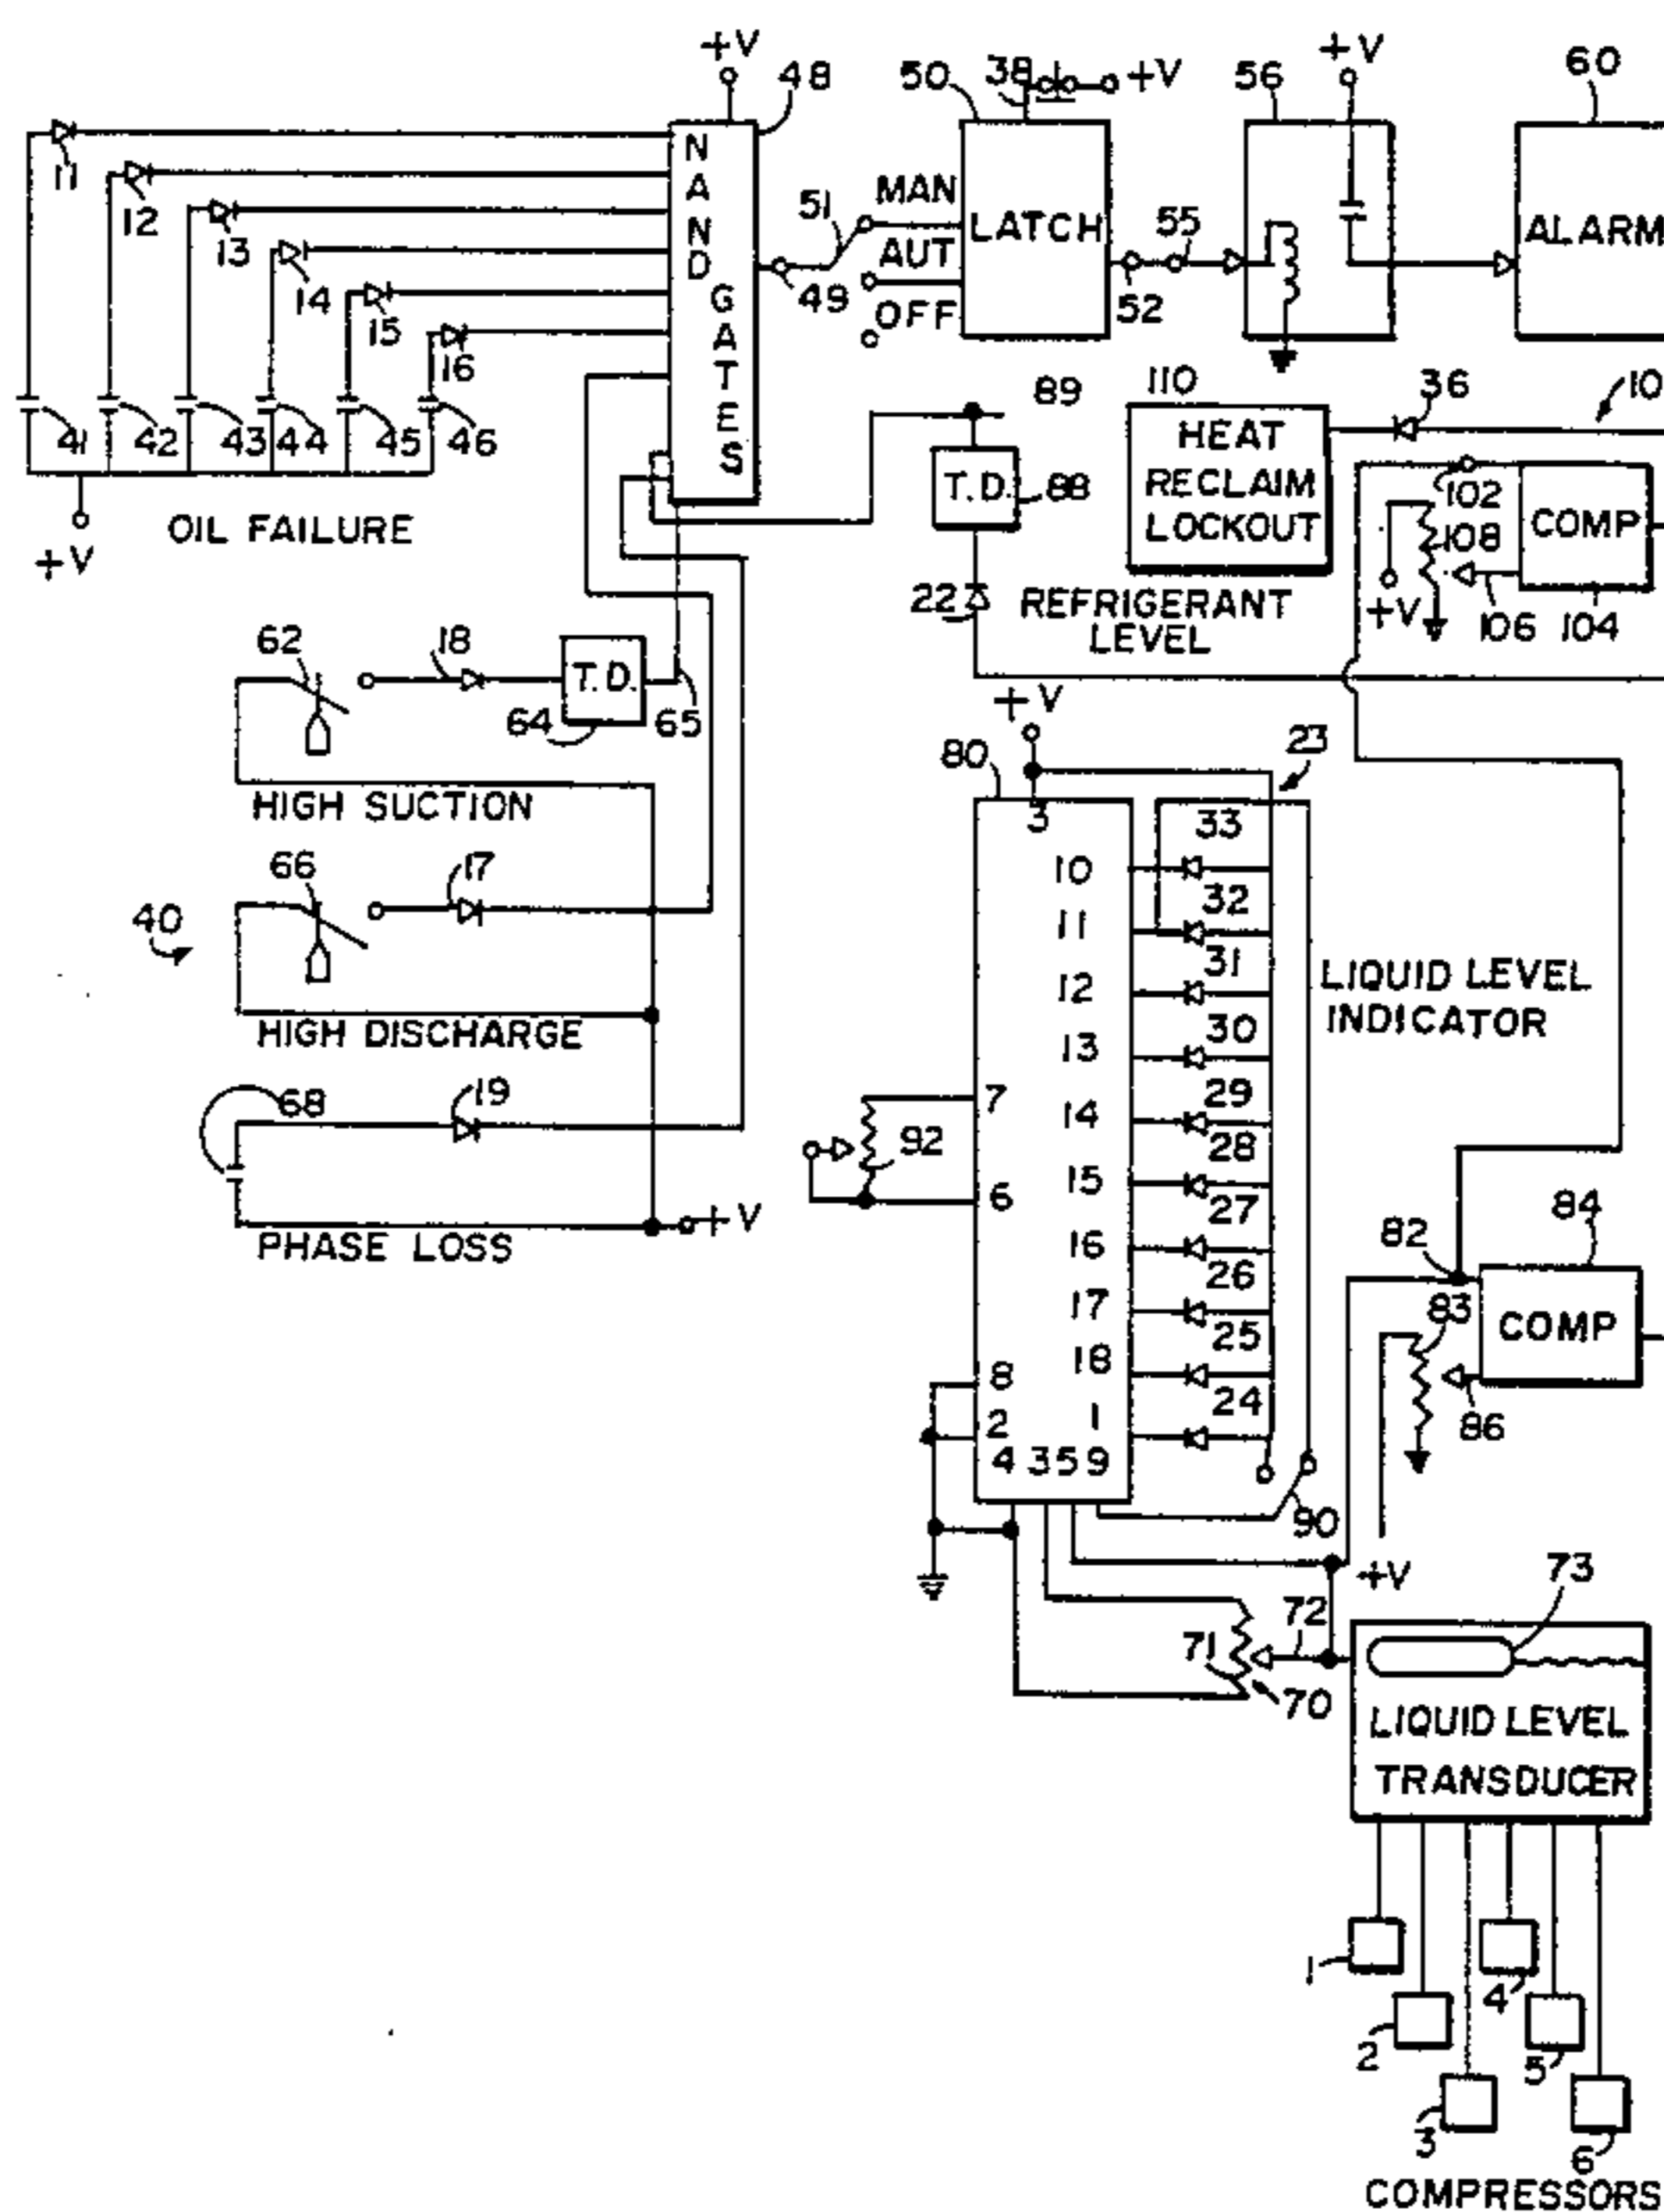 +V
48
50
38
+V
56
+V
60
11
12
13
14
15
16
NAND GATES
49
51
MAN
AUT
OFF
LATCH
52
55
ALARM
41
42
43
44
45
46
+V
OIL FAILURE
89
T.D.
88
22
REFRIGERANT
LEVEL
110
HEAT
RECLAIM
LOCKOUT
36
10
102
108
+V
106
COMP
104
62
18
T.D.
64
65
HIGH SUCTION
66
17
40
HIGH DISCHARGE
68
19
PHASE LOSS
+V
+V
80
23
3
33
10
32
11
31
12
30
13
29
14
28
15
27
16
26
17
25
18
24
1
7
92
6
8
2
4 3 5 9
90
LIQUID LEVEL
INDICATOR
82
84
83
COMP
86
+V
73
72
71
70
LIQUID LEVEL
TRANSDUCER
1
4
2
5
3
6
COMPRESSORS